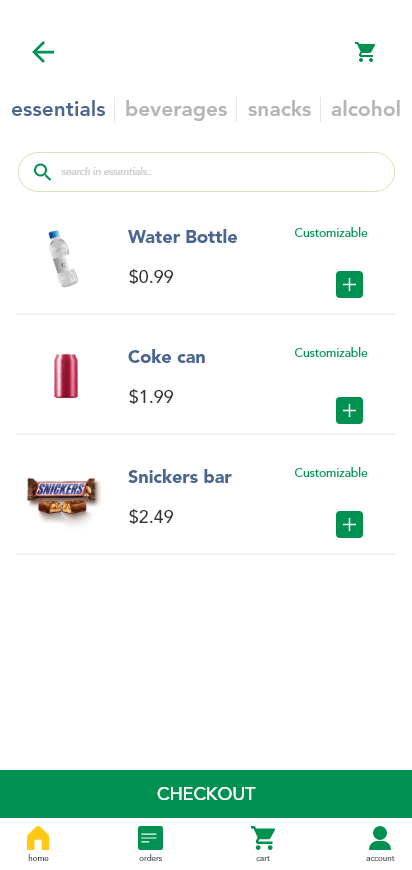 essentials beverages snacks alcohol
search in essentials..
Water Bottle Customizable
$0.99
Coke can Customizable
$1.99
SNICKERS
Snickers bar Customizable
$2.49
CHECKOUT
home orders cart account